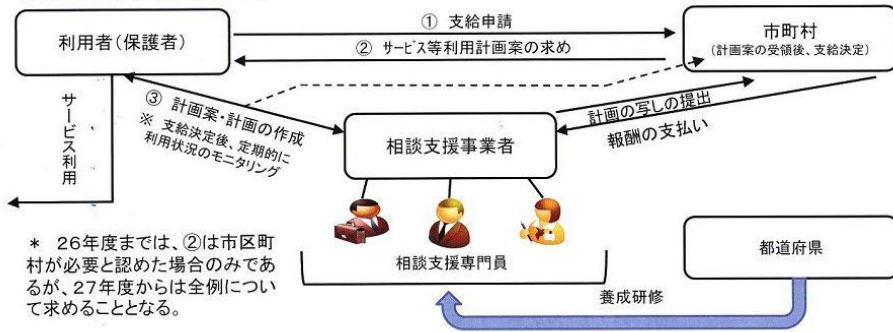 ① 支給申請
利用者(保護者)
② サービス等利用計画案の求め
市町村
(計画案の受領後、支給決定)
サービス利用
③ 計画案・計画の作成
※ 支給決定後、定期的に
利用状況のモニタリング
計画の写しの提出
報酬の支払い
相談支援事業者
相談支援専門員
都道府県
養成研修
* 26年度までは、②は市区町
村が必要と認めた場合のみであ
るが、27年度からは全例につい
て求めることとなる。